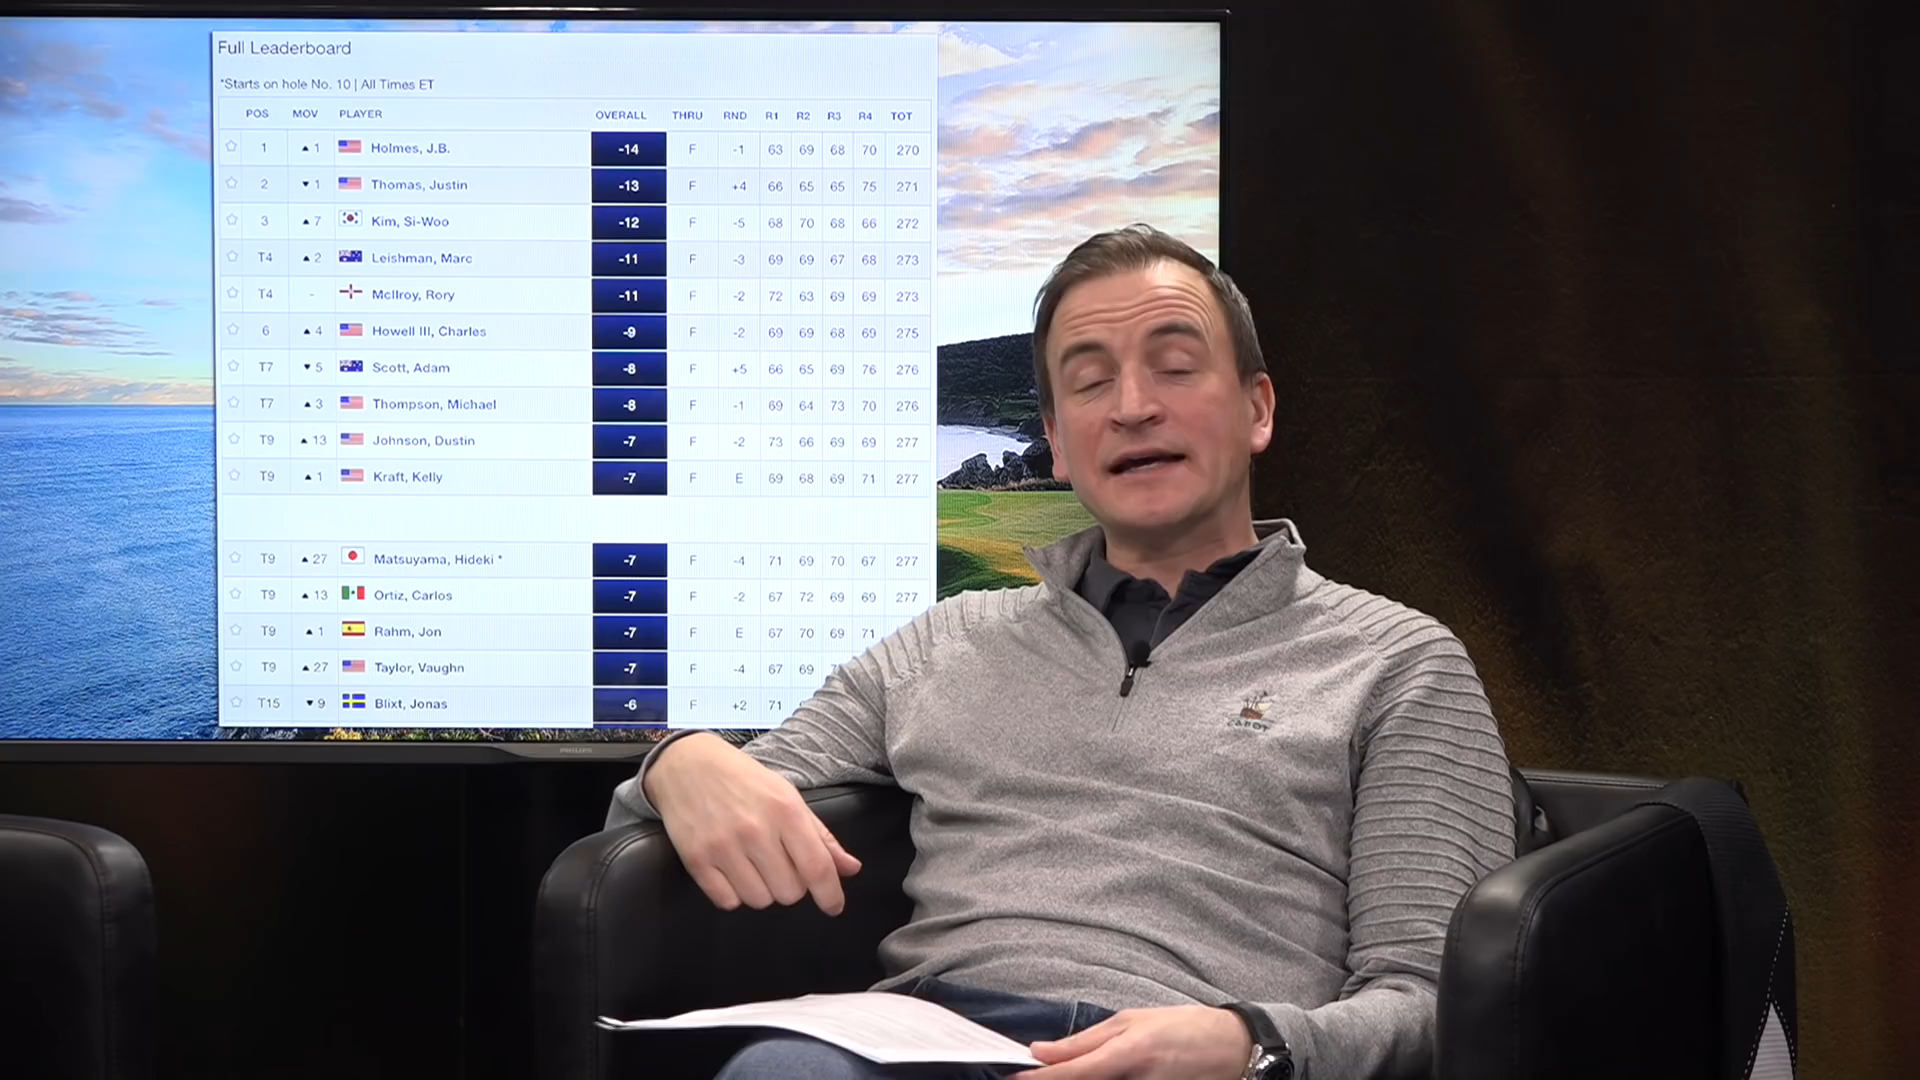 Full Leaderboard
*Starts on hole No. 10 | All Times ET
POS MOV PLAYER OVERALL THRU RND R1 R2 R3 R4 TOT
1 ▲ 1 Holmes, J.B. -14 F -1 63 69 68 70 270
2 ▼ 1 Thomas, Justin -13 F +4 66 65 65 75 271
3 ▲ 7 Kim, Si-Woo -12 F -5 68 70 68 66 272
T4 ▲ 2 Leishman, Marc -11 F -3 69 69 67 68 273
T4 - McIlroy, Rory -11 F -2 72 63 69 69 273
6 ▲ 4 Howell III, Charles -9 F -2 69 69 68 69 275
T7 ▼ 5 Scott, Adam -8 F +5 66 65 69 76 276
T7 ▲ 3 Thompson, Michael -8 F -1 69 64 73 70 276
T9 ▲ 13 Johnson, Dustin -7 F -2 73 66 69 69 277
T9 ▲ 1 Kraft, Kelly -7 F E 69 68 69 71 277
T9 ▲ 27 Matsuyama, Hideki * -7 F -4 71 69 70 67 277
T9 ▲ 13 Ortiz, Carlos -7 F -2 67 72 69 69 277
T9 ▲ 1 Rahm, Jon -7 F E 67 70 69 71
T9 ▲ 27 Taylor, Vaughn -7 F -4 67 69
T15 ▼ 9 Blixt, Jonas -6 F +2 71
PHILIPS
CABOT